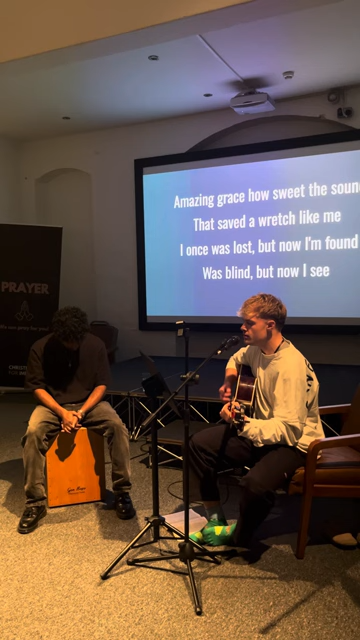 Amazing grace how sweet the soun
That saved a wretch like me
I once was lost, but now I'm found
Was blind, but now I see
PRAYER